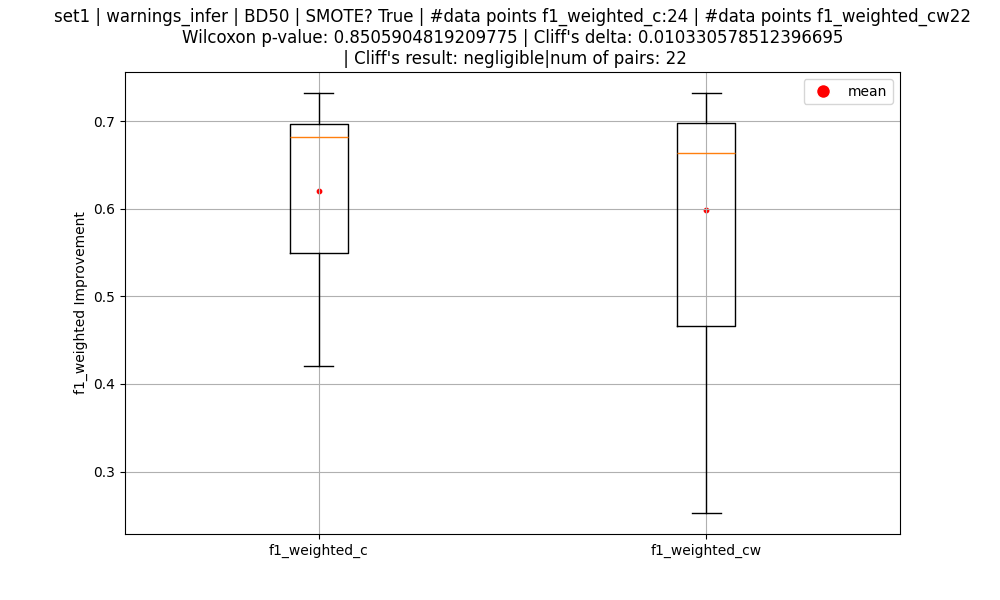 set1 | warnings_infer | BD50 | SMOTE? True | #data points f1_weighted_c:24 | #data points f1_weighted_cw22
Wilcoxon p-value: 0.8505904819209775 | Cliff's delta: 0.010330578512396695
| Cliff's result: negligible|num of pairs: 22
mean
f1_weighted Improvement
0.7
0.6
0.5
0.4
0.3
f1_weighted_c
f1_weighted_cw